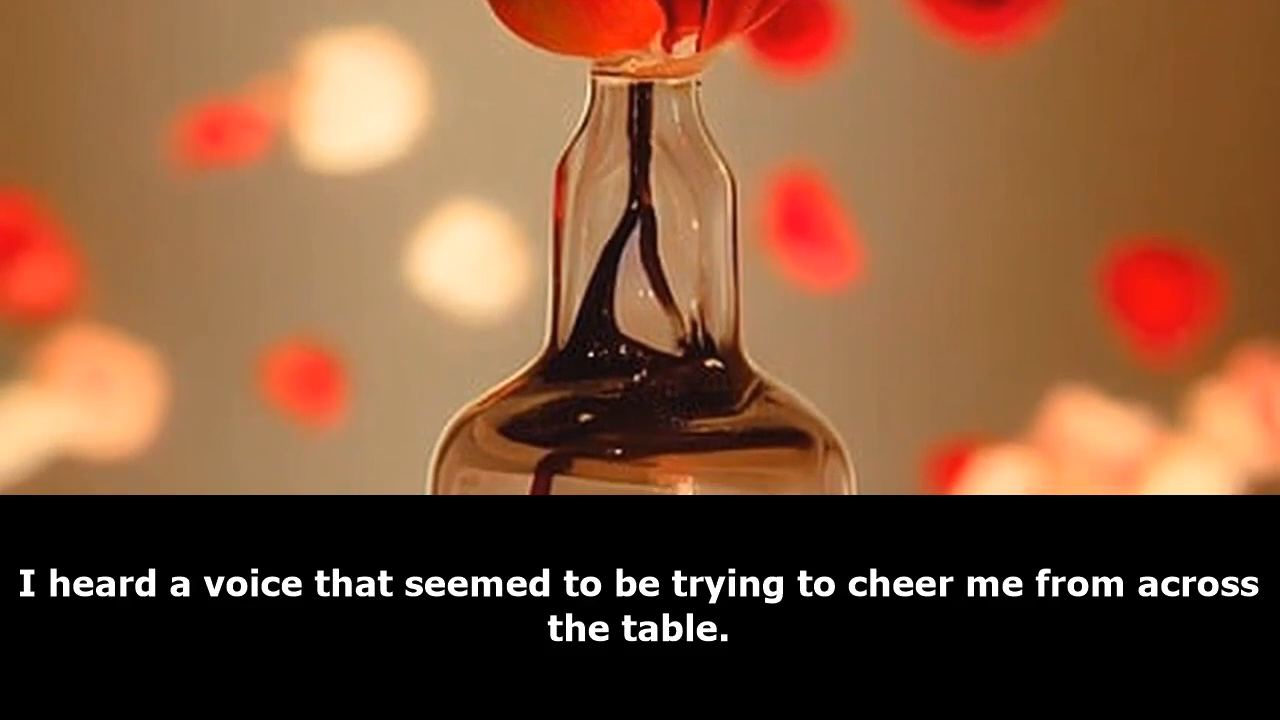 I heard a voice that seemed to be trying to cheer me from across
the table.